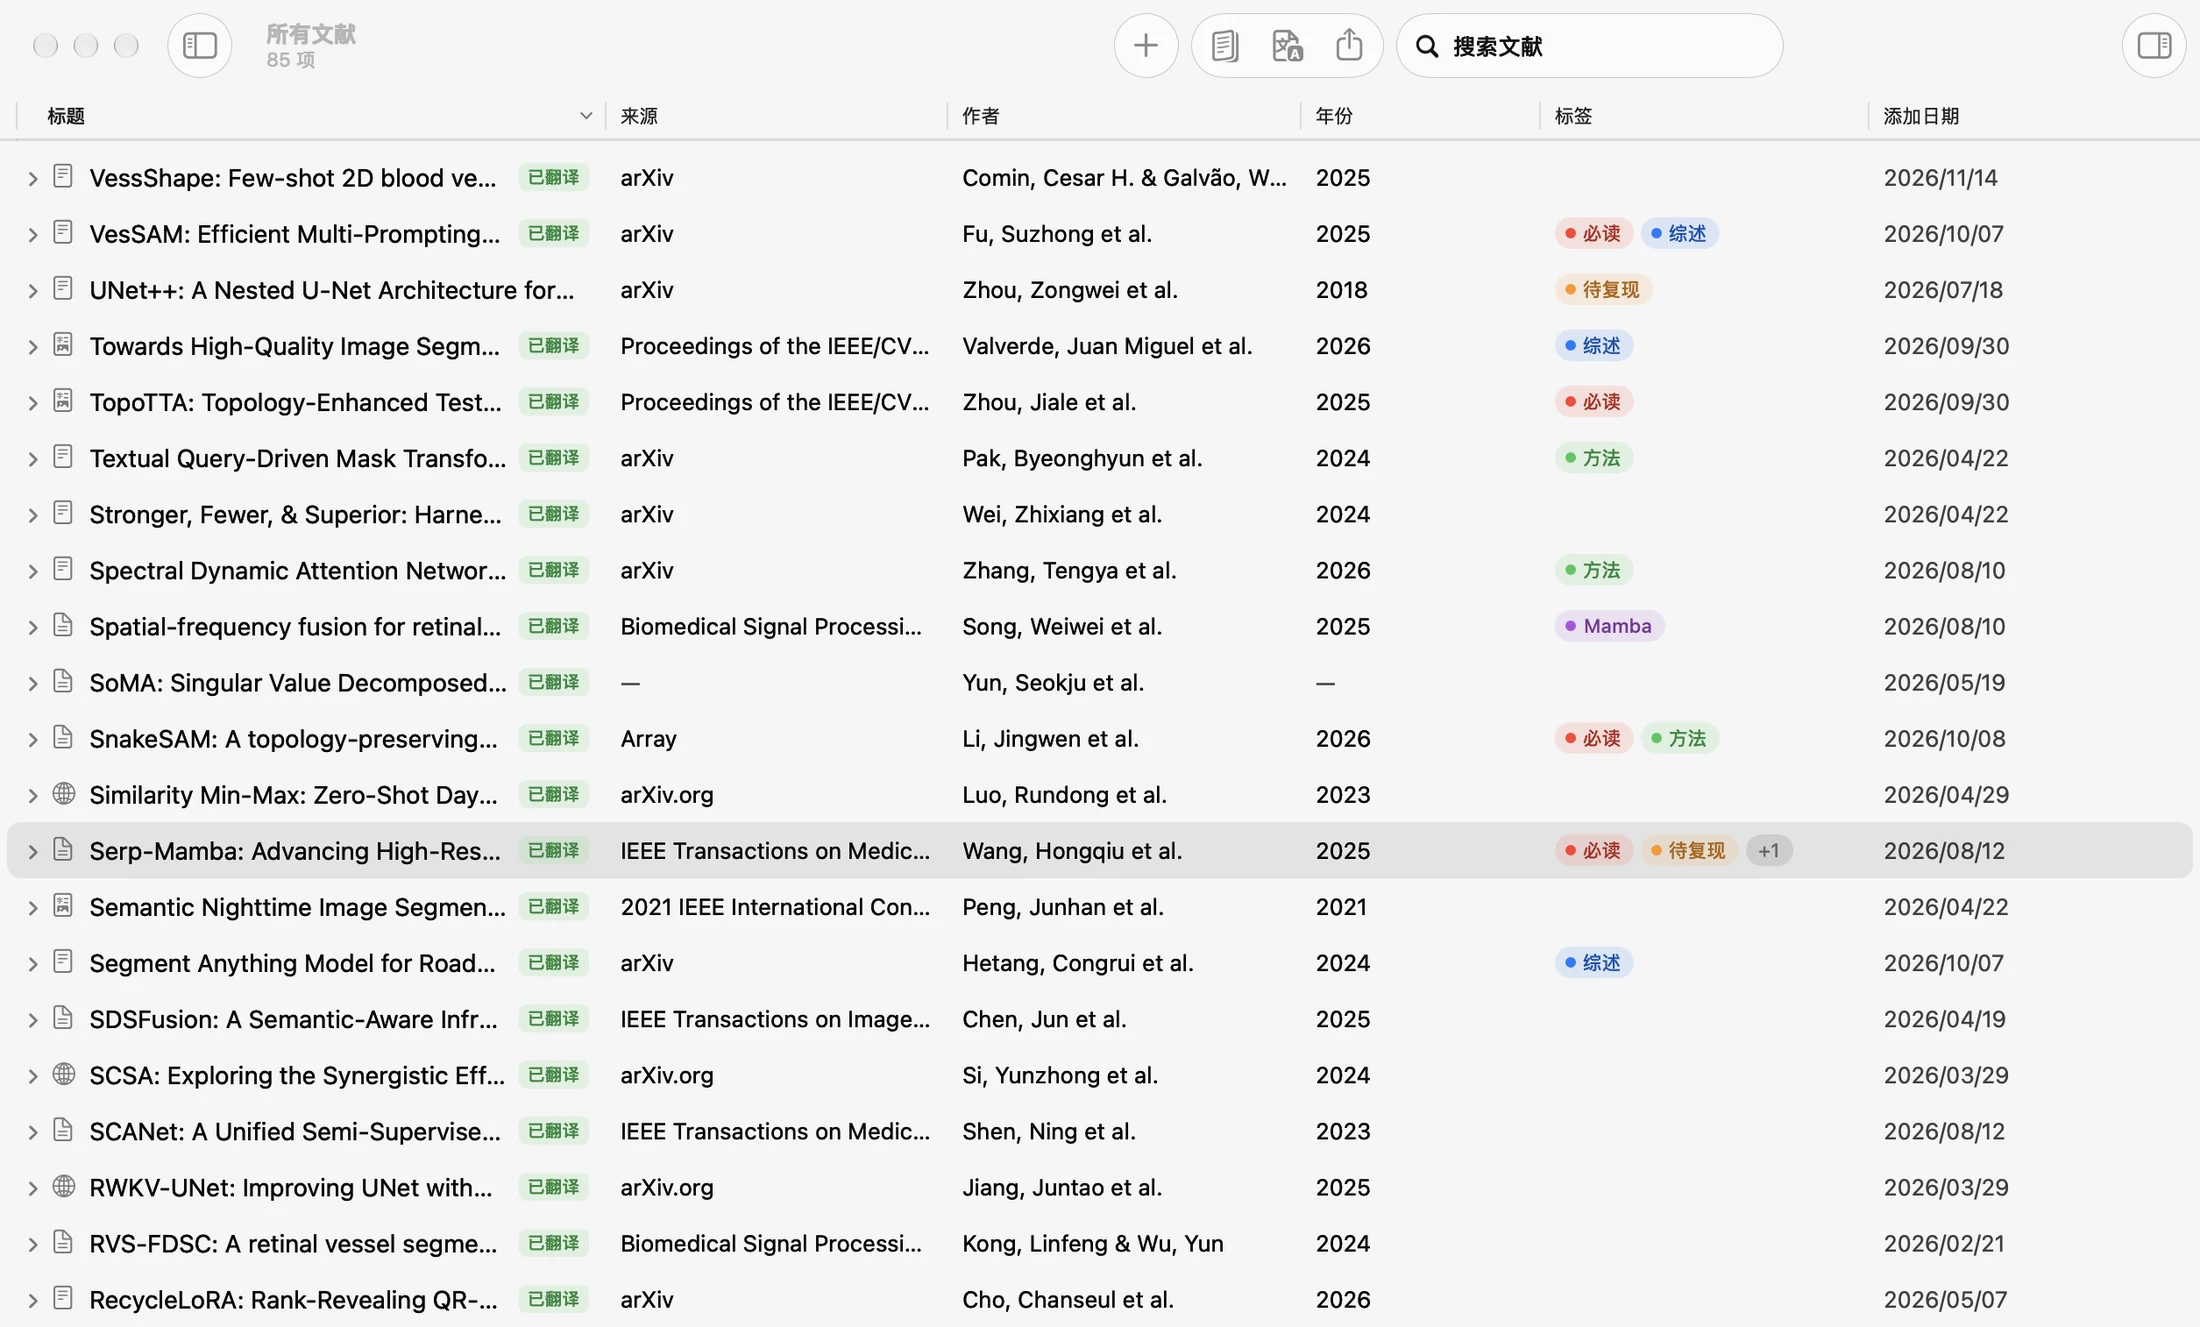 所有文献
85 项
搜索文献
标题 来源 作者 年份 标签 添加日期
VessShape: Few-shot 2D blood ve... 已翻译 arXiv Comin, Cesar H. & Galvão, W... 2025 2026/11/14
VesSAM: Efficient Multi-Prompting... 已翻译 arXiv Fu, Suzhong et al. 2025 必读 综述 2026/10/07
UNet++: A Nested U-Net Architecture for... arXiv Zhou, Zongwei et al. 2018 待复现 2026/07/18
Towards High-Quality Image Segm... 已翻译 Proceedings of the IEEE/CV... Valverde, Juan Miguel et al. 2026 综述 2026/09/30
TopoTTA: Topology-Enhanced Test... 已翻译 Proceedings of the IEEE/CV... Zhou, Jiale et al. 2025 必读 2026/09/30
Textual Query-Driven Mask Transfo... 已翻译 arXiv Pak, Byeonghyun et al. 2024 方法 2026/04/22
Stronger, Fewer, & Superior: Harne... 已翻译 arXiv Wei, Zhixiang et al. 2024 2026/04/22
Spectral Dynamic Attention Networ... 已翻译 arXiv Zhang, Tengya et al. 2026 方法 2026/08/10
Spatial-frequency fusion for retinal... 已翻译 Biomedical Signal Processi... Song, Weiwei et al. 2025 Mamba 2026/08/10
SoMA: Singular Value Decomposed... 已翻译 — Yun, Seokju et al. — 2026/05/19
SnakeSAM: A topology-preserving... 已翻译 Array Li, Jingwen et al. 2026 必读 方法 2026/10/08
Similarity Min-Max: Zero-Shot Day... 已翻译 arXiv.org Luo, Rundong et al. 2023 2026/04/29
Serp-Mamba: Advancing High-Res... 已翻译 IEEE Transactions on Medic... Wang, Hongqiu et al. 2025 必读 待复现 +1 2026/08/12
Semantic Nighttime Image Segmen... 已翻译 2021 IEEE International Con... Peng, Junhan et al. 2021 2026/04/22
Segment Anything Model for Road... 已翻译 arXiv Hetang, Congrui et al. 2024 综述 2026/10/07
SDSFusion: A Semantic-Aware Infr... 已翻译 IEEE Transactions on Image... Chen, Jun et al. 2025 2026/04/19
SCSA: Exploring the Synergistic Eff... 已翻译 arXiv.org Si, Yunzhong et al. 2024 2026/03/29
SCANet: A Unified Semi-Supervise... 已翻译 IEEE Transactions on Medic... Shen, Ning et al. 2023 2026/08/12
RWKV-UNet: Improving UNet with... 已翻译 arXiv.org Jiang, Juntao et al. 2025 2026/03/29
RVS-FDSC: A retinal vessel segme... 已翻译 Biomedical Signal Processi... Kong, Linfeng & Wu, Yun 2024 2026/02/21
RecycleLoRA: Rank-Revealing QR-... 已翻译 arXiv Cho, Chanseul et al. 2026 2026/05/07